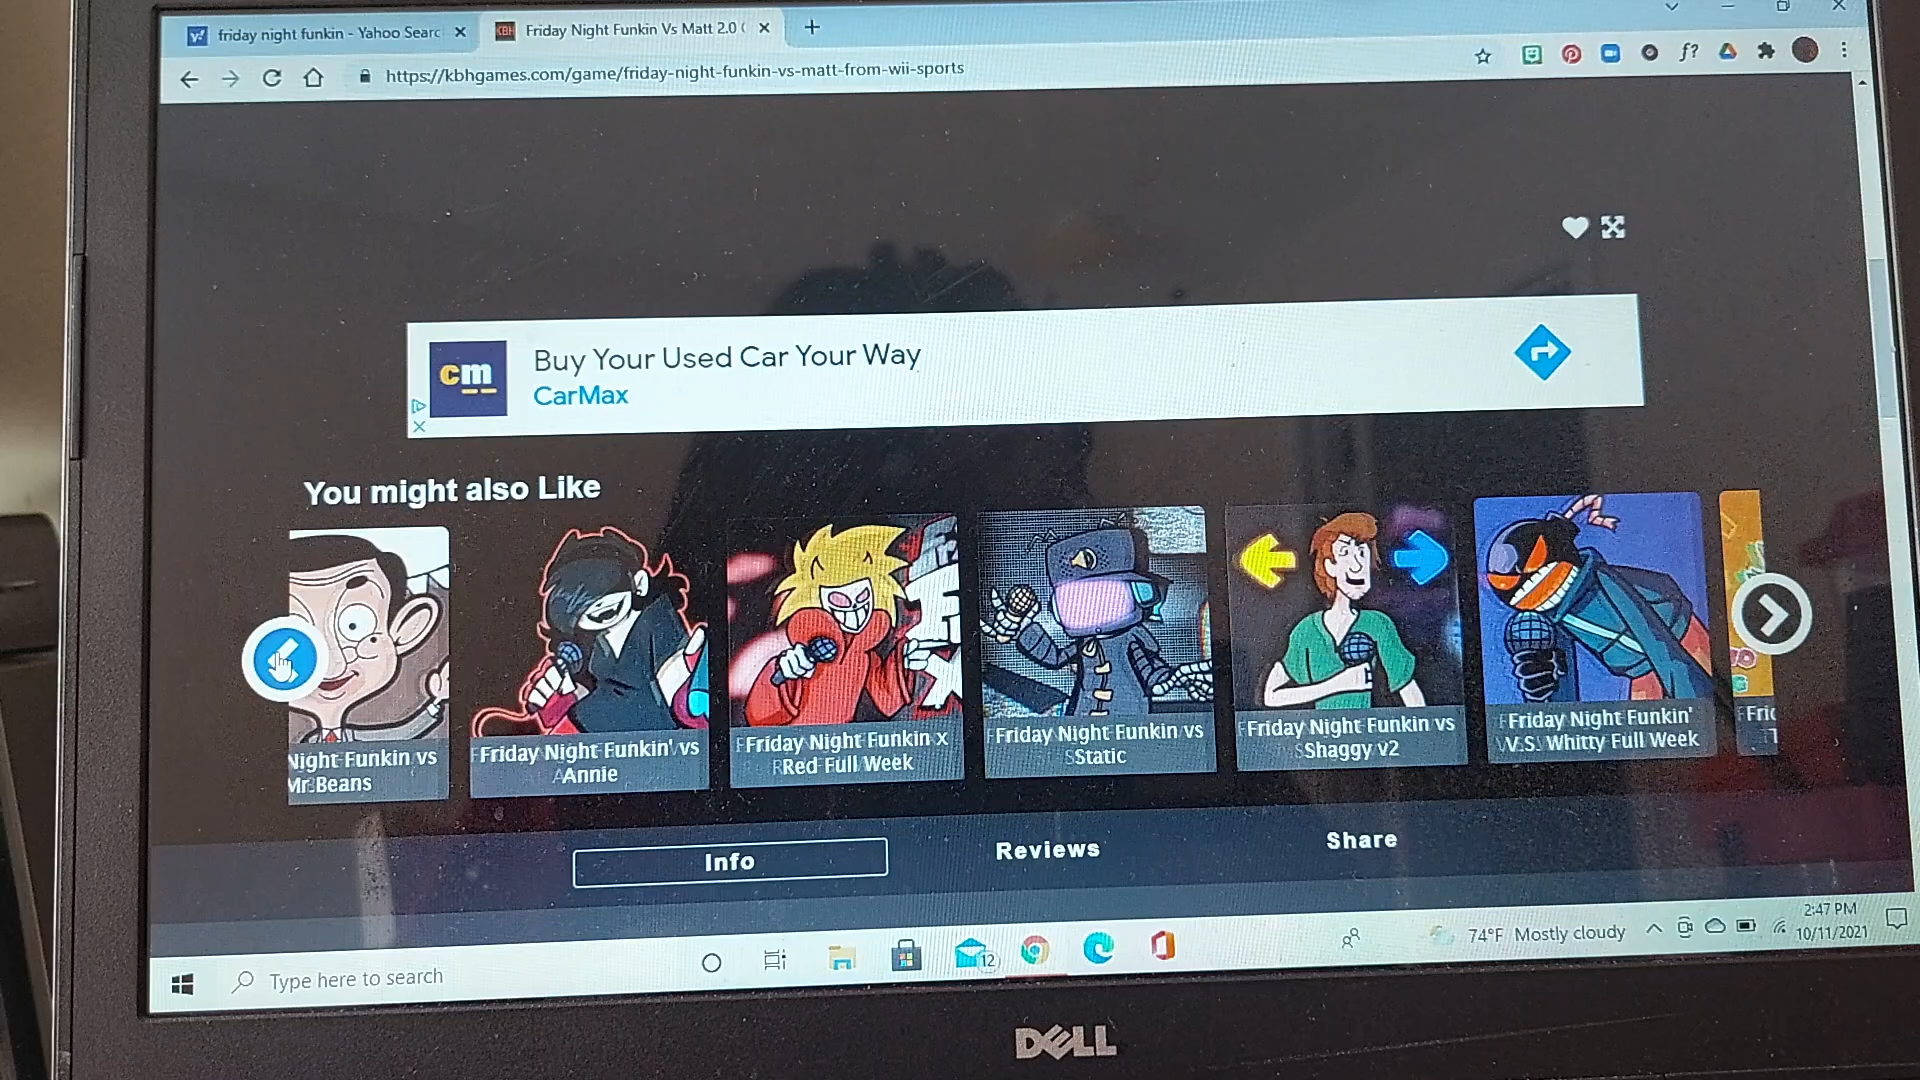 friday night funkin - Yahoo Searc
Friday Night Funkin Vs Matt 2.0 (
https://kbhgames.com/game/friday-night-funkin-vs-matt-from-wii-sports
f?
cm
Buy Your Used Car Your Way
CarMax
You might also Like
Night Funkin vs
Mr.Beans
Friday Night Funkin' vs
Annie
Friday Night Funkin x
Red Full Week
Friday Night Funkin vs
Static
Friday Night Funkin vs
Shaggy v2
Friday Night Funkin'
V.S. Whitty Full Week
Fric
Info
Reviews
Share
Type here to search
12
74°F Mostly cloudy
2:47 PM
10/11/2021
DELL